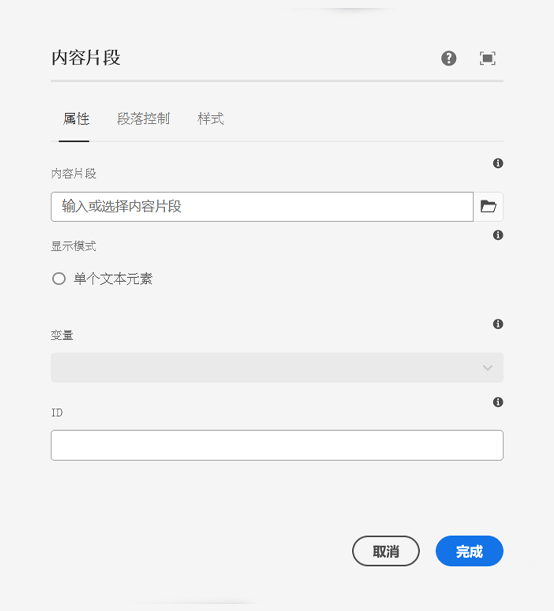 内容片段
属性 段落控制 样式
内容片段
输入或选择内容片段
显示模式
单个文本元素
变量
ID
取消 完成